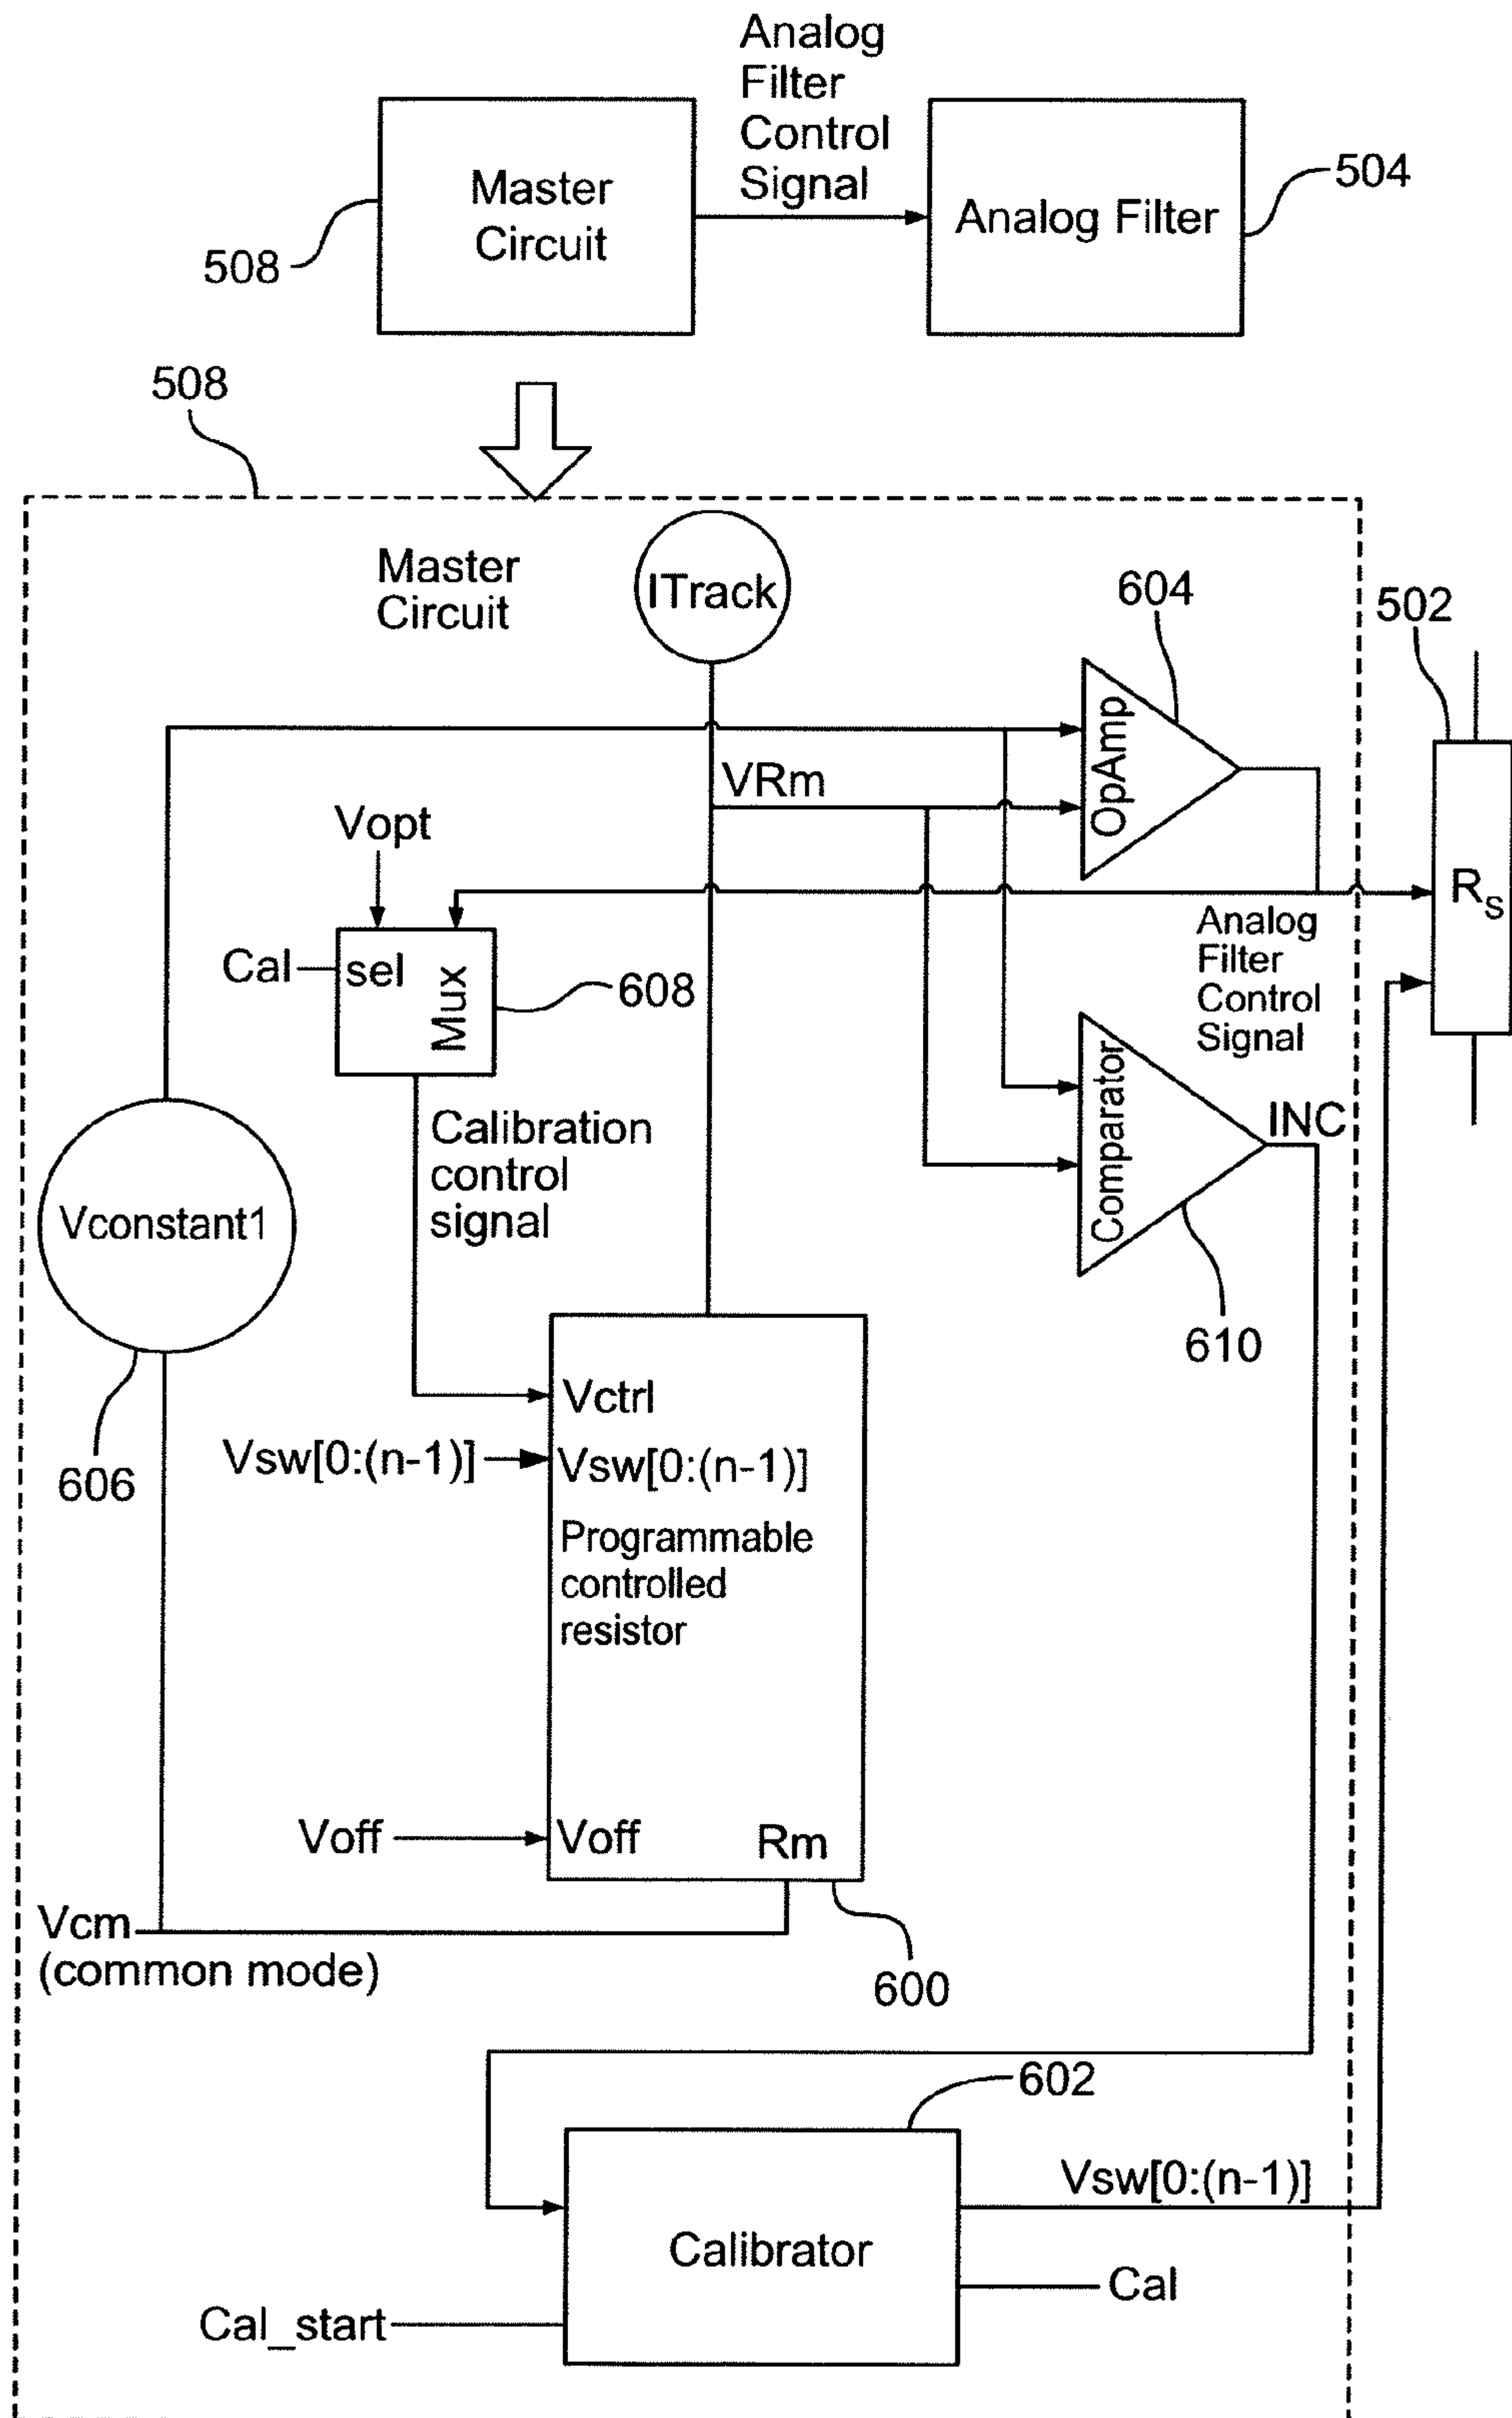 Analog
Filter
Control
Signal
Master
Circuit
Analog Filter
504
508
508
Master
Circuit
ITrack
604
502
OpAmp
VRm
Vopt
Rs
Cal
sel
Mux
608
Analog
Filter
Control
Signal
Comparator
INC
Calibration
control
signal
Vconstant1
610
Vctrl
Vsw[0:(n-1)]
Vsw[0:(n-1)]
606
Programmable
controlled
resistor
Voff
Voff
Rm
Vcm
(common mode)
600
602
Vsw[0:(n-1)]
Calibrator
Cal
Cal_start